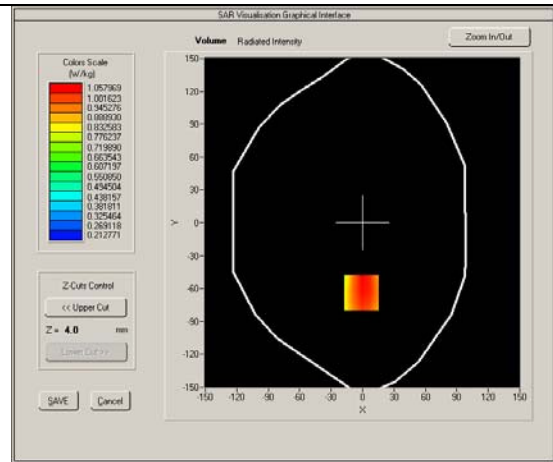 SAR Visualisation Graphical Interface
Volume Radiated Intensity
Zoom In/Out
Colors Scale
(W/kg)
1.057969
1.001623
0.945276
0.888930
0.832583
0.776237
0.719890
0.663543
0.607197
0.550850
0.494504
0.438157
0.381811
0.325464
0.269118
0.212771
Z-Cuts Control
<< Upper Cut
Z = 4.0 mm
Lower Cut >>
SAVE Cancel
150-
120-
90-
60-
30-
0-
-30-
-60-
-90-
-120-
-150-
Y
-150 -120 -90 -60 -30 0 30 60 90 120 150
X